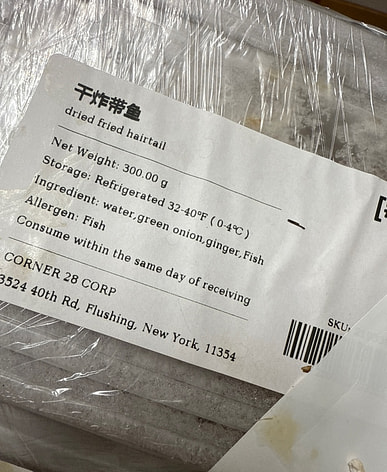 干炸带鱼
dried fried hairtail
Net Weight: 300.00 g
Storage: Refrigerated 32-40°F ( 0-4℃ )
Ingredient: water,green onion,ginger,Fish
Allergen: Fish
Consume within the same day of receiving
CORNER 28 CORP
3524 40th Rd, Flushing, New York, 11354
SKU: